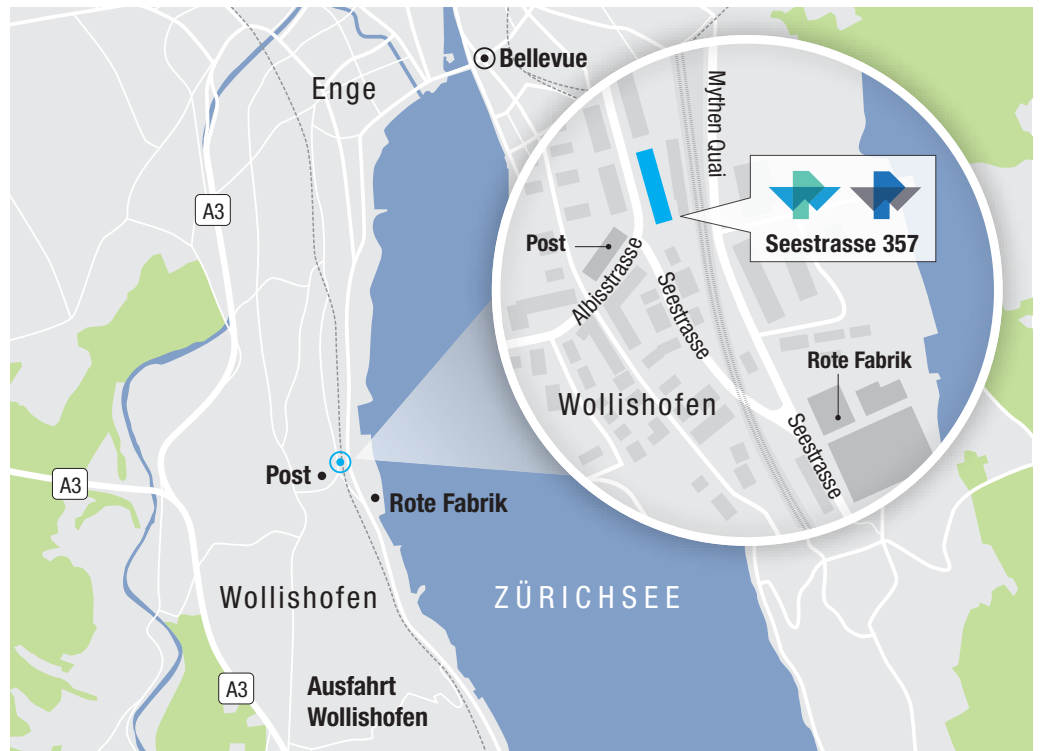 Bellevue
Enge
Mythen Quai
A3
Seestrasse 357
Post
Albisstrasse
Seestrasse
Rote Fabrik
Wollishofen
Seestrasse
Post
A3
Rote Fabrik
Wollishofen
ZÜRICHSEE
A3
Ausfahrt
Wollishofen